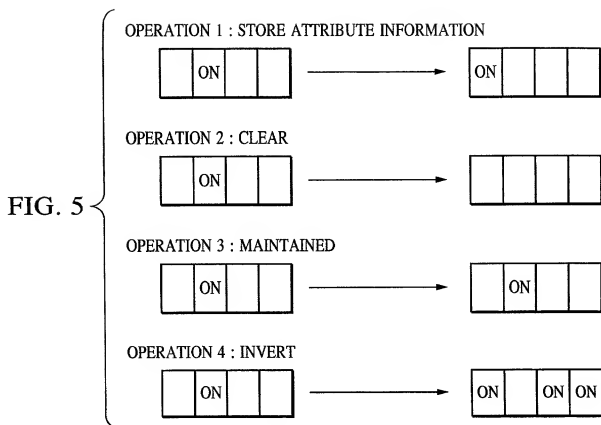 OPERATION 1 : STORE ATTRIBUTE INFORMATION
ON ON
OPERATION 2 : CLEAR
ON
FIG. 5
OPERATION 3 : MAINTAINED
ON ON
OPERATION 4 : INVERT
ON ON ON ON